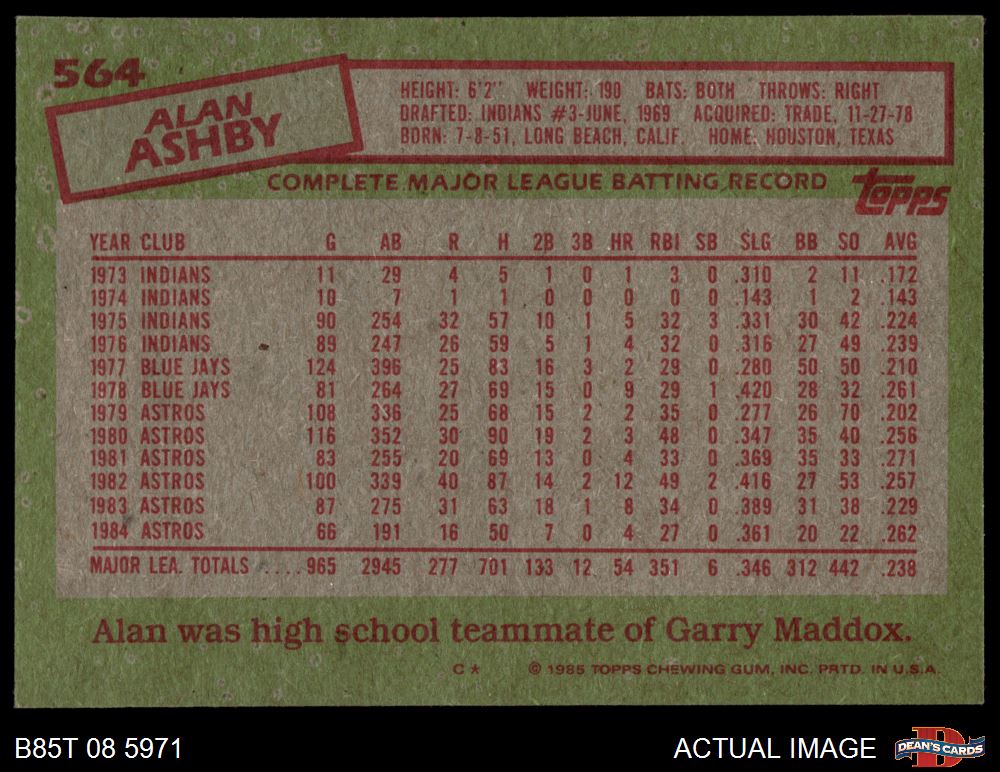 564
ALAN
ASHBY
HEIGHT: 6'2" WEIGHT: 190 BATS: BOTH THROWS: RIGHT
DRAFTED: INDIANS #3-JUNE, 1969 ACQUIRED: TRADE, 11-27-78
BORN: 7-8-51, LONG BEACH, CALIF. HOME: HOUSTON, TEXAS
COMPLETE MAJOR LEAGUE BATTING RECORD
topps
YEAR CLUB G AB R H 2B 3B HR RBI SB SLG BB SO AVG
1973 INDIANS 11 29 4 5 1 0 1 3 0 .310 2 11 .172
1974 INDIANS 10 7 1 1 0 0 0 0 0 .143 1 2 .143
1975 INDIANS 90 254 32 57 10 1 5 32 3 .331 30 42 .224
1976 INDIANS 89 247 26 59 5 1 4 32 0 .316 27 49 .239
1977 BLUE JAYS 124 396 25 83 16 3 2 29 0 .280 50 50 .210
1978 BLUE JAYS 81 264 27 69 15 0 9 29 1 .420 28 32 .261
1979 ASTROS 108 336 25 68 15 2 2 35 0 .277 26 70 .202
1980 ASTROS 116 352 30 90 19 2 3 48 0 .347 35 40 .256
1981 ASTROS 83 255 20 69 13 0 4 33 0 .369 35 33 .271
1982 ASTROS 100 339 40 87 14 2 12 49 2 .416 27 53 .257
1983 ASTROS 87 275 31 63 18 1 8 34 0 .389 31 38 .229
1984 ASTROS 66 191 16 50 7 0 4 27 0 .361 20 22 .262
MAJOR LEA. TOTALS ....965 2945 277 701 133 12 54 351 6 .346 312 442 .238
Alan was high school teammate of Garry Maddox.
C * © 1985 TOPPS CHEWING GUM, INC. PRTD. IN U.S.A.
B85T 08 5971 ACTUAL IMAGE
D
DEAN'S CARDS